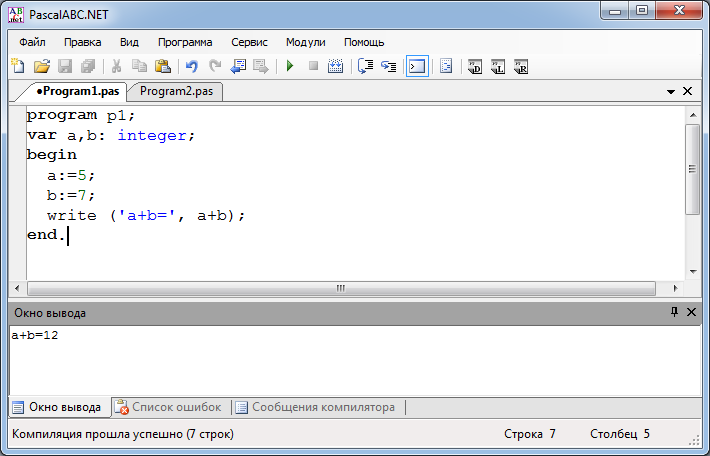 PascalABC.NET
Файл Правка Вид Программа Сервис Модули Помощь
•Program1.pas Program2.pas
program p1;
var a,b: integer;
begin
a:=5;
b:=7;
write ('a+b=', a+b);
end.
Окно вывода
a+b=12
Окно вывода Список ошибок Сообщения компилятора
Компиляция прошла успешно (7 строк) Строка 7 Столбец 5